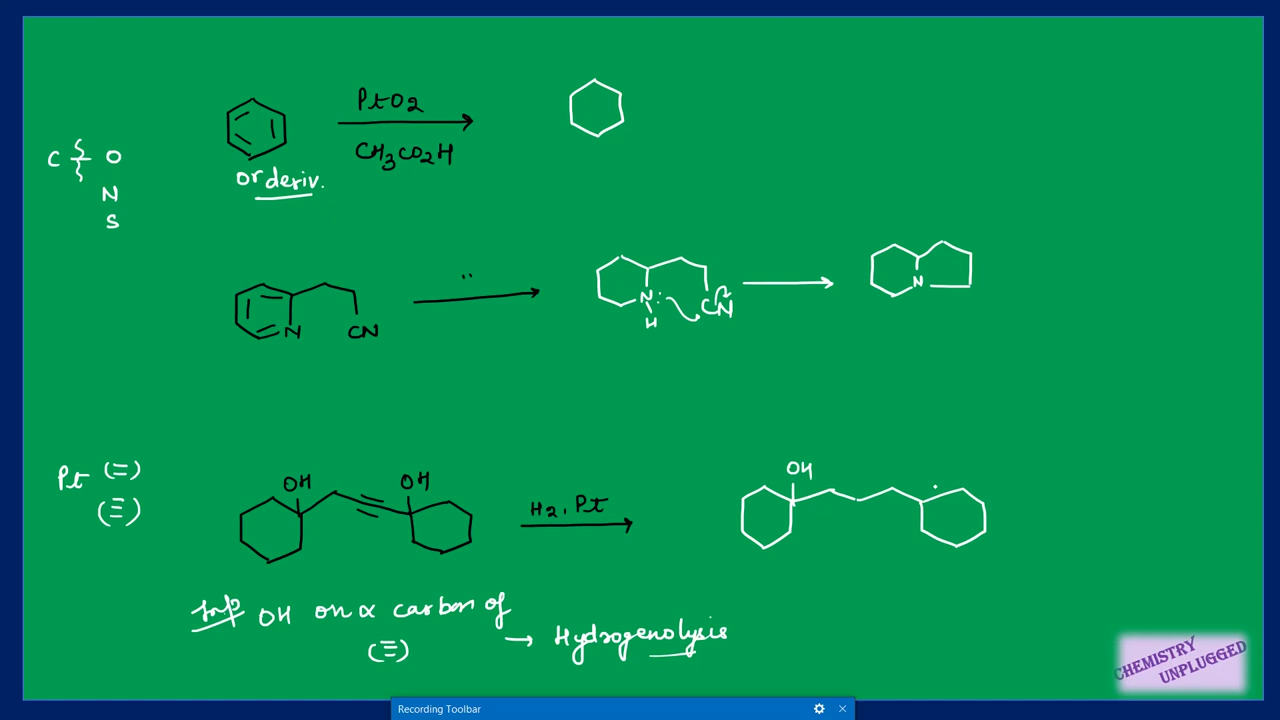 PtO2
CH3CO2H
or deriv.
C O
N
S
N
CN
"
N:
H
CN
N
Pt (=)
(≡)
OH
OH
H2, Pt
OH
Imp OH on α carbon of
(≡)
→ Hydrogenolysis
CHEMISTRY
UNPLUGGED
Recording Toolbar